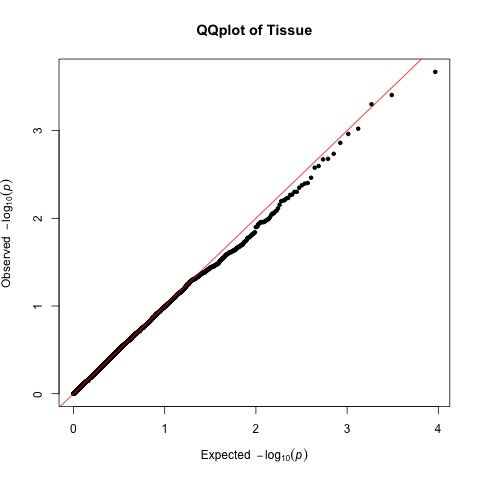 QQplot of Tissue
Observed −log₁₀(p)
3
2
1
0
0 1 2 3 4
Expected −log₁₀(p)